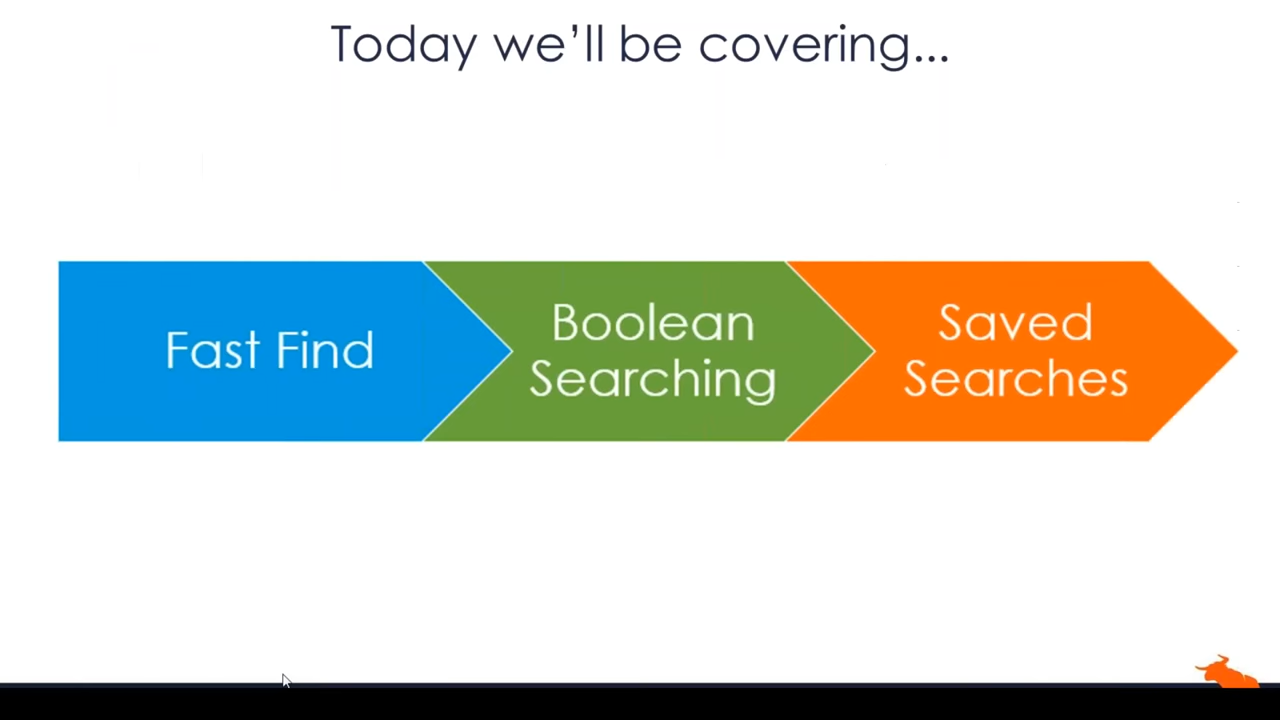 Today we’ll be covering...
Fast Find
Boolean
Searching
Saved
Searches